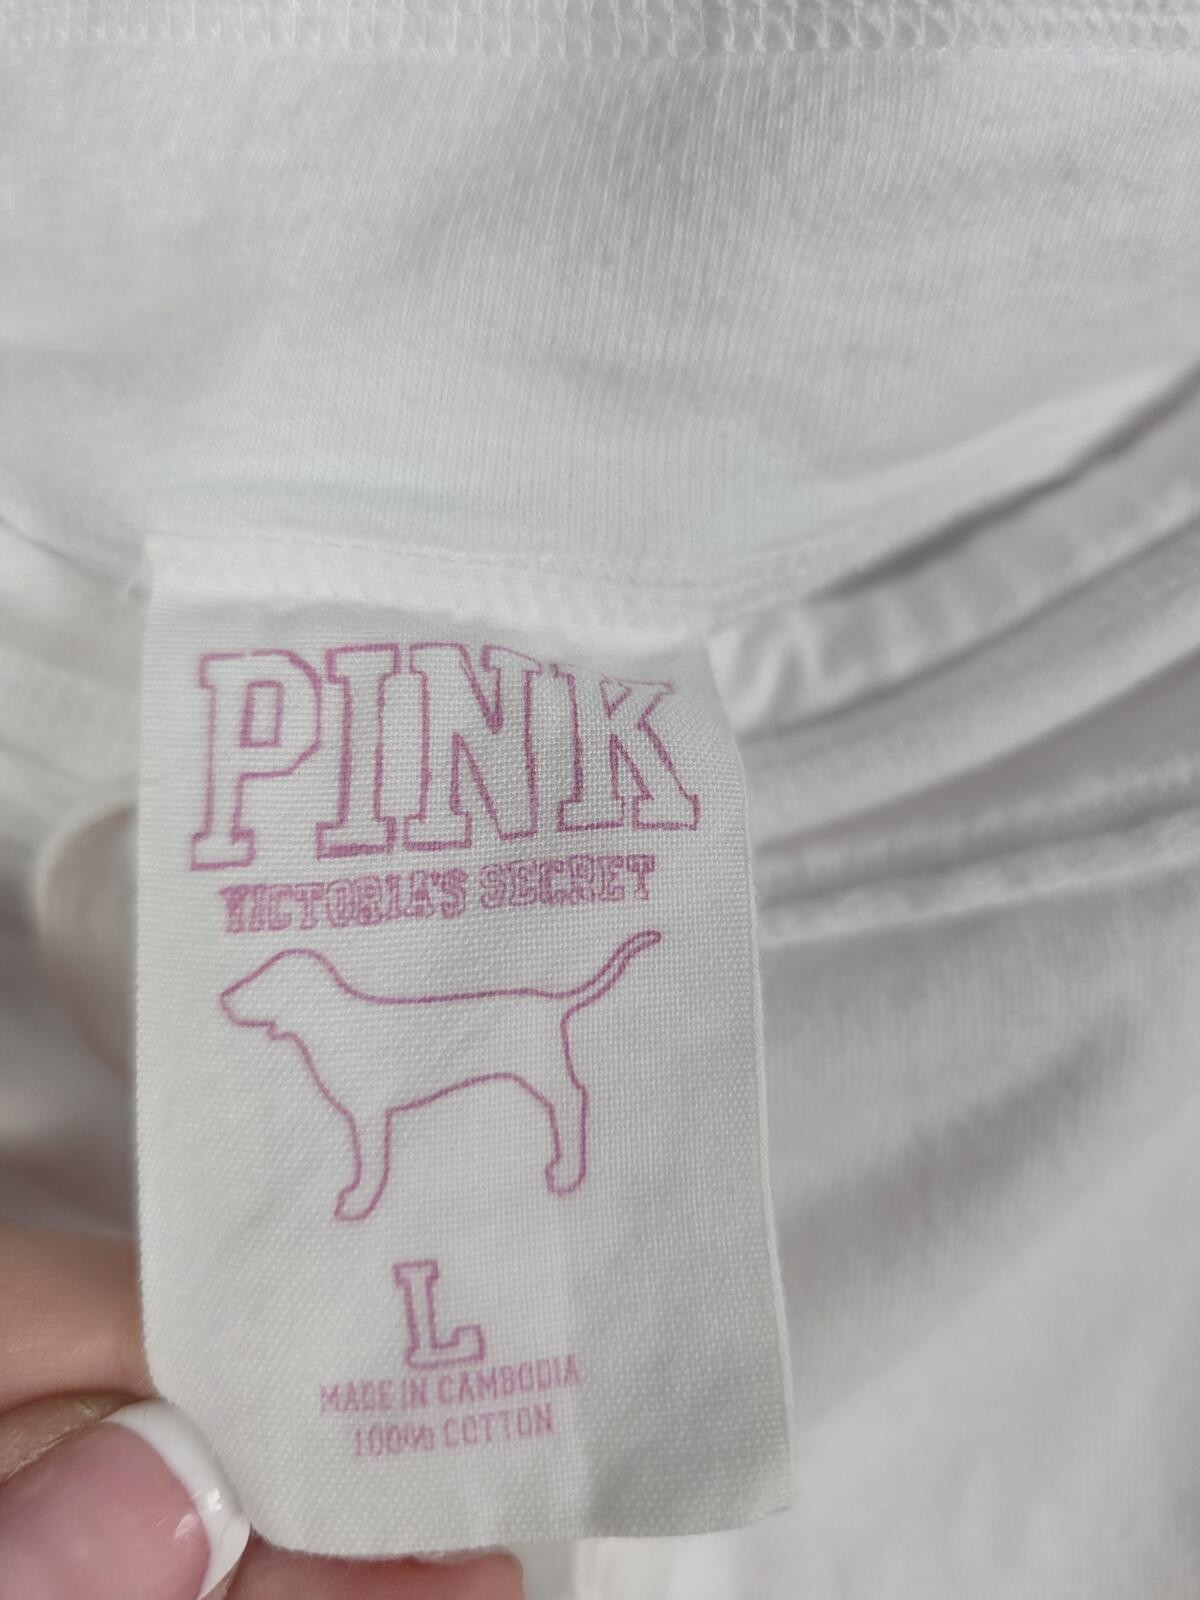 PINK
VICTORIA'S SECRET
L
MADE IN CAMBODIA
100% COTTON